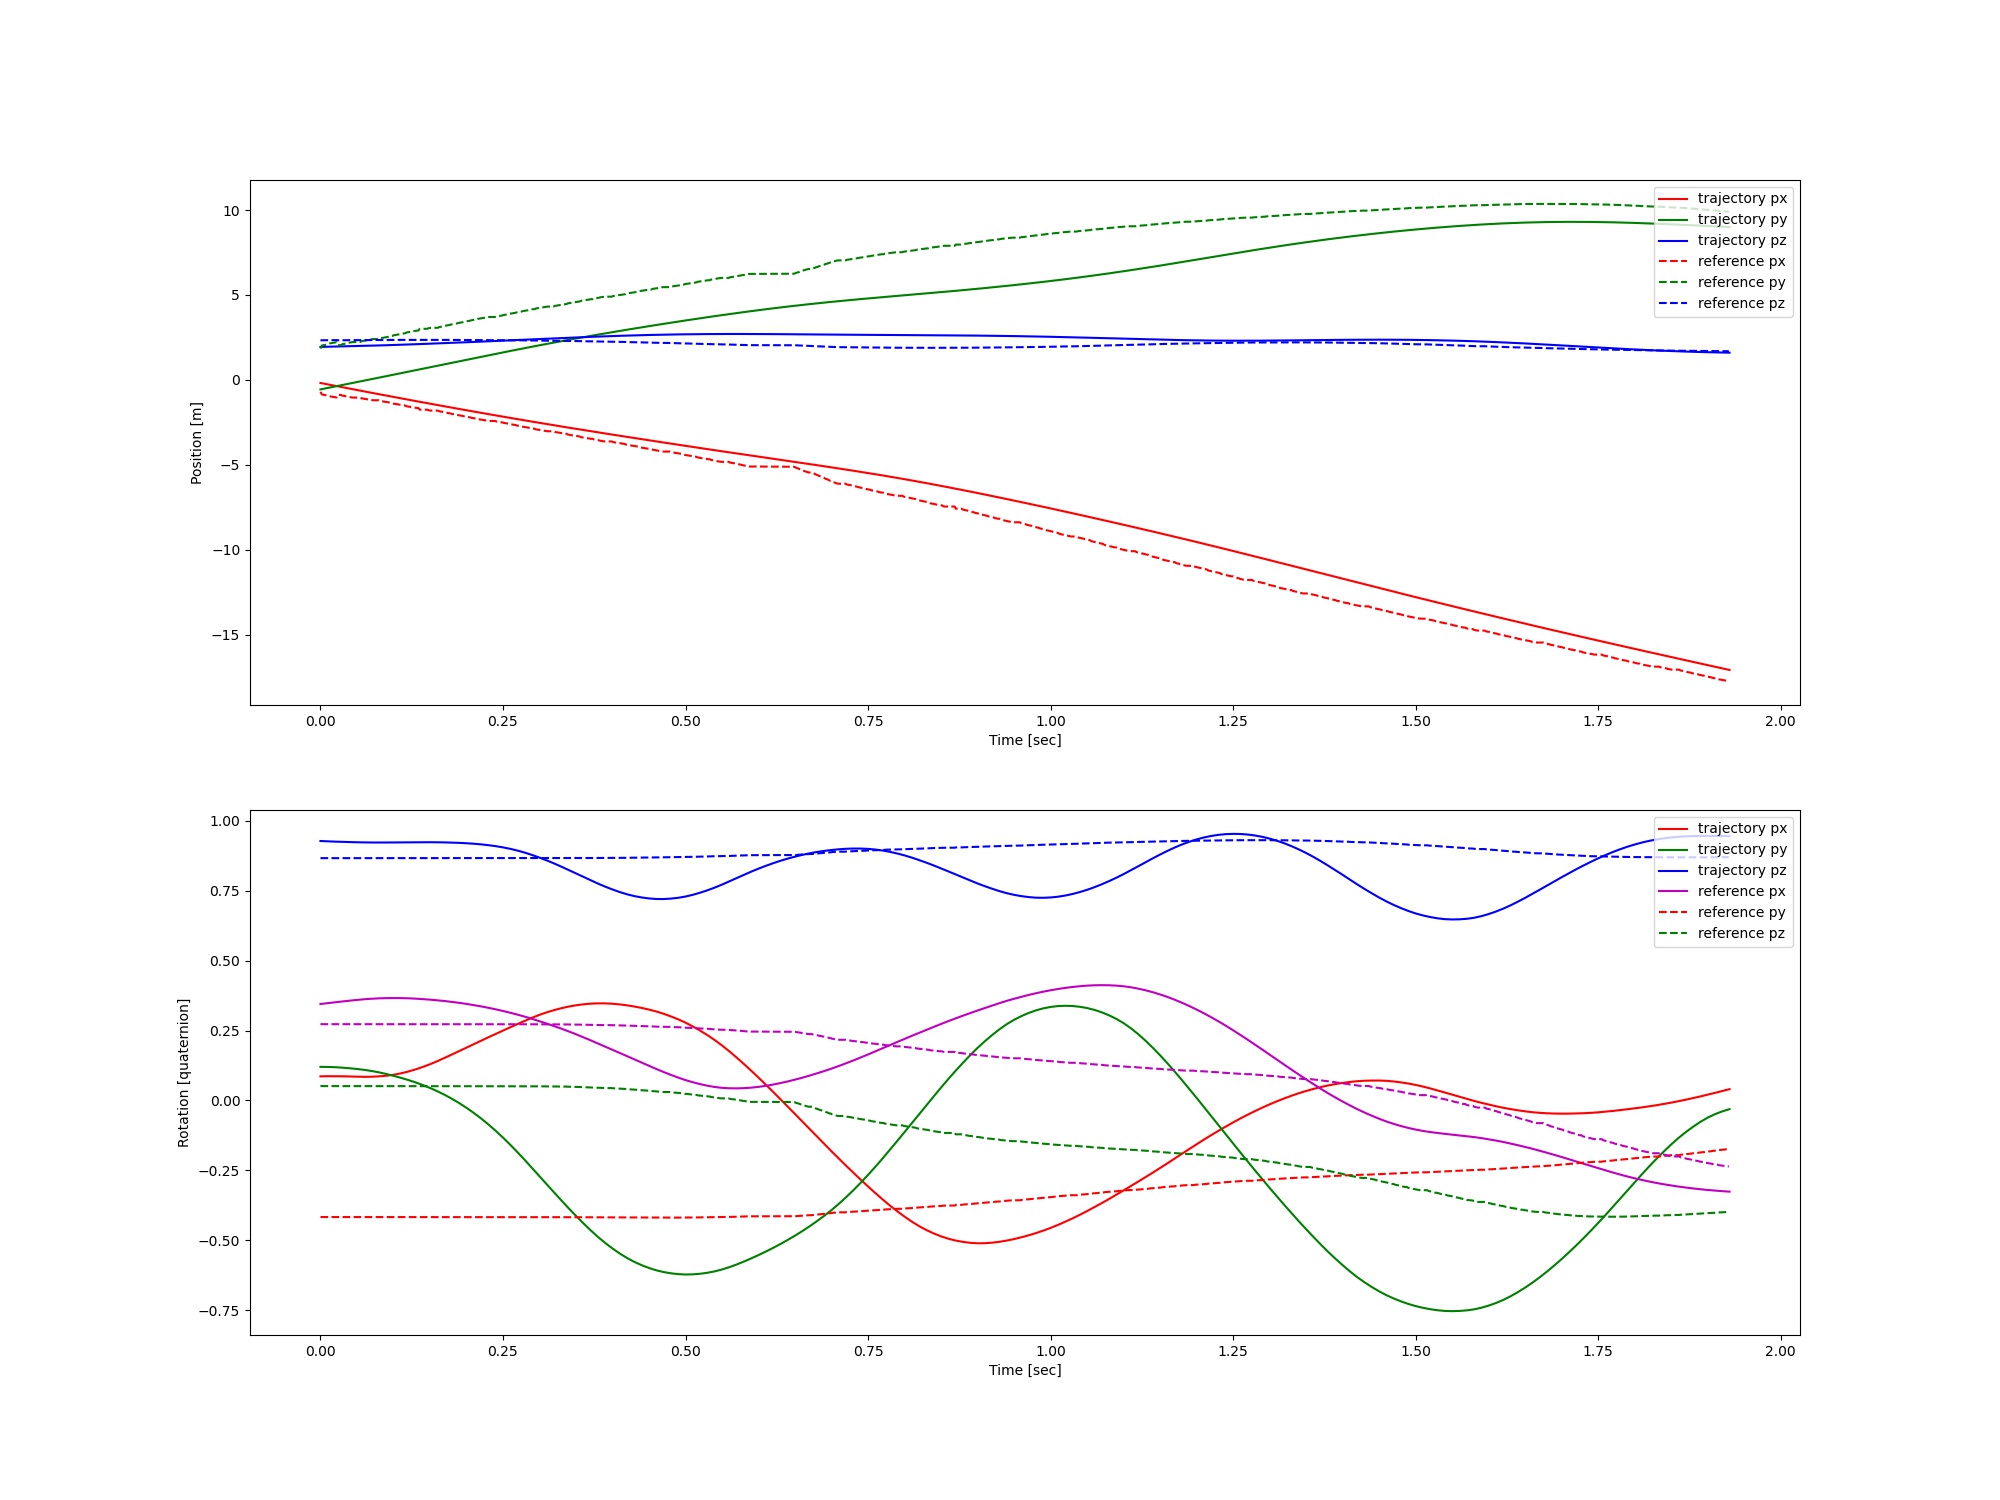 10
5
0
−5
−10
−15
Position [m]
trajectory px
trajectory py
trajectory pz
reference px
reference py
reference pz
0.00 0.25 0.50 0.75 1.00 1.25 1.50 1.75 2.00
Time [sec]
1.00
0.75
0.50
0.25
0.00
−0.25
−0.50
−0.75
Rotation [quaternion]
trajectory px
trajectory py
trajectory pz
reference px
reference py
reference pz
0.00 0.25 0.50 0.75 1.00 1.25 1.50 1.75 2.00
Time [sec]